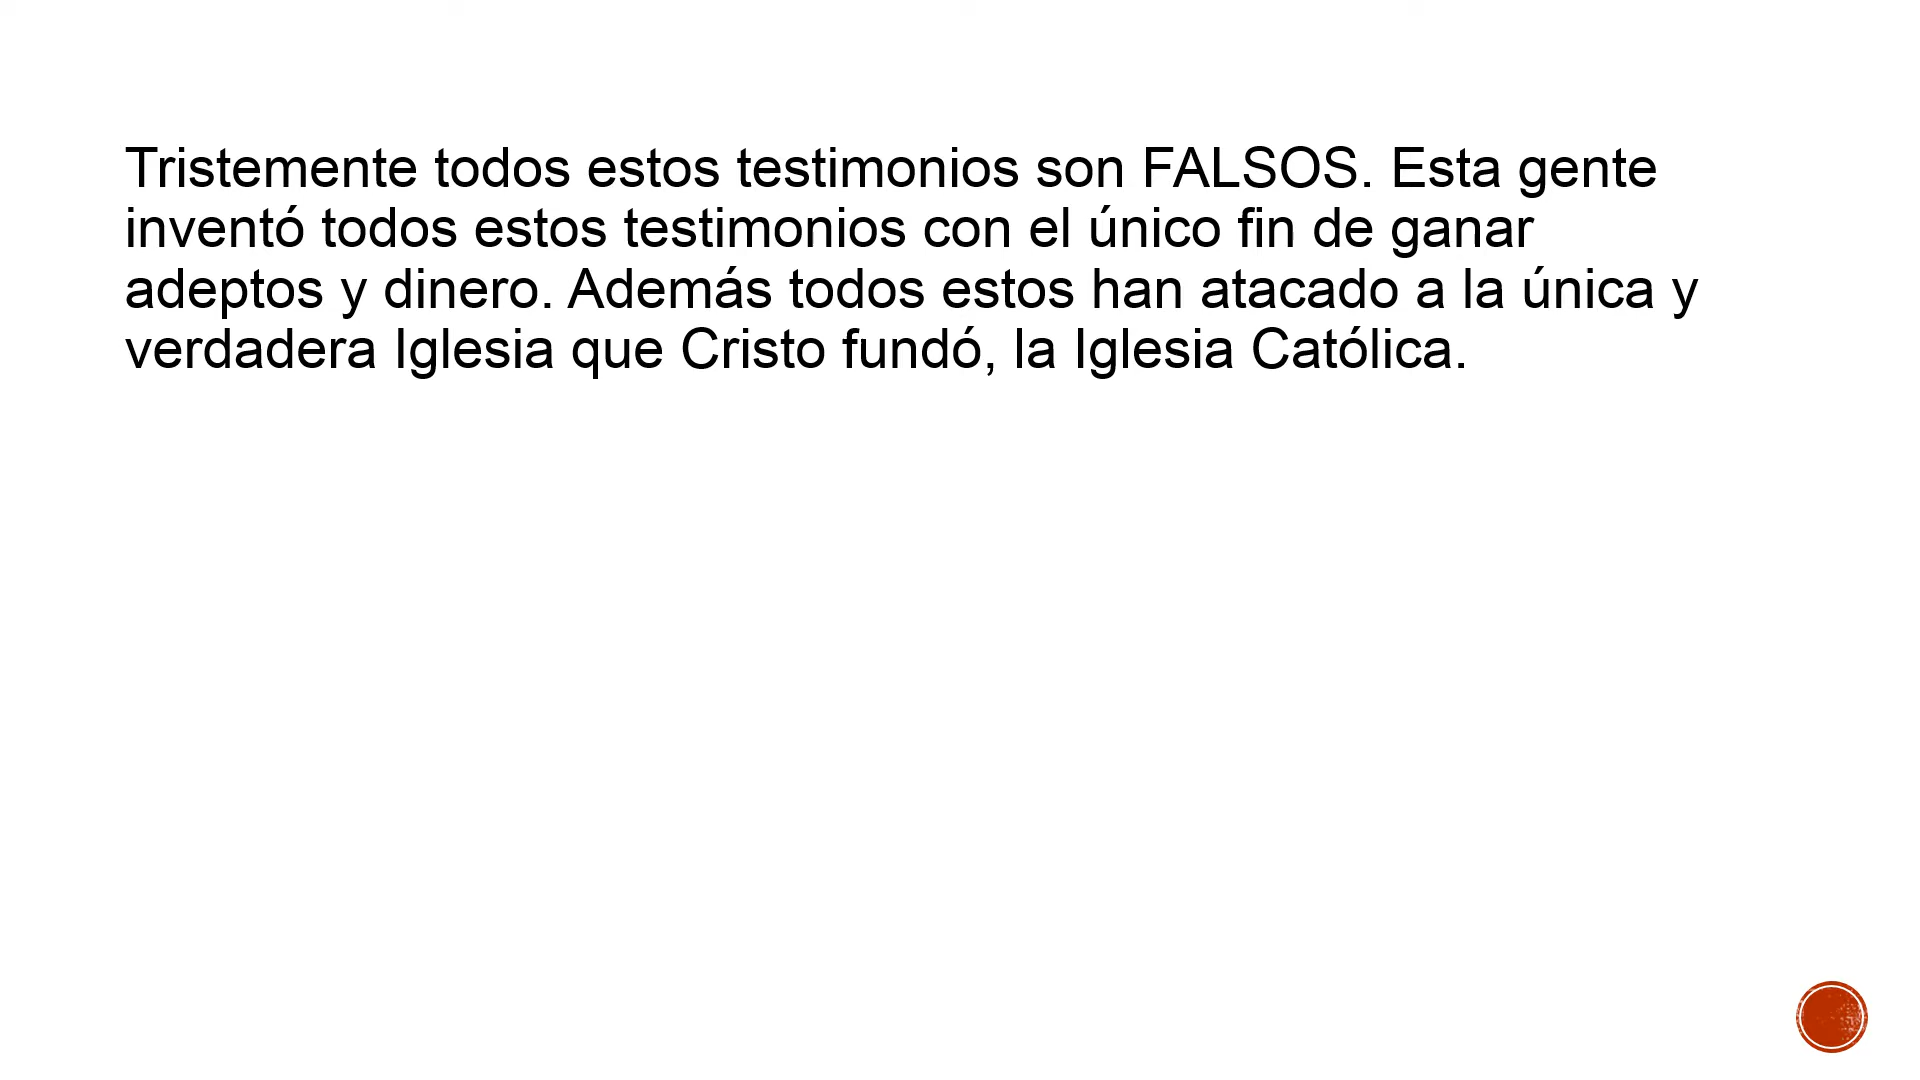 Tristemente todos estos testimonios son FALSOS. Esta gente
inventó todos estos testimonios con el único fin de ganar
adeptos y dinero. Además todos estos han atacado a la única y
verdadera Iglesia que Cristo fundó, la Iglesia Católica.